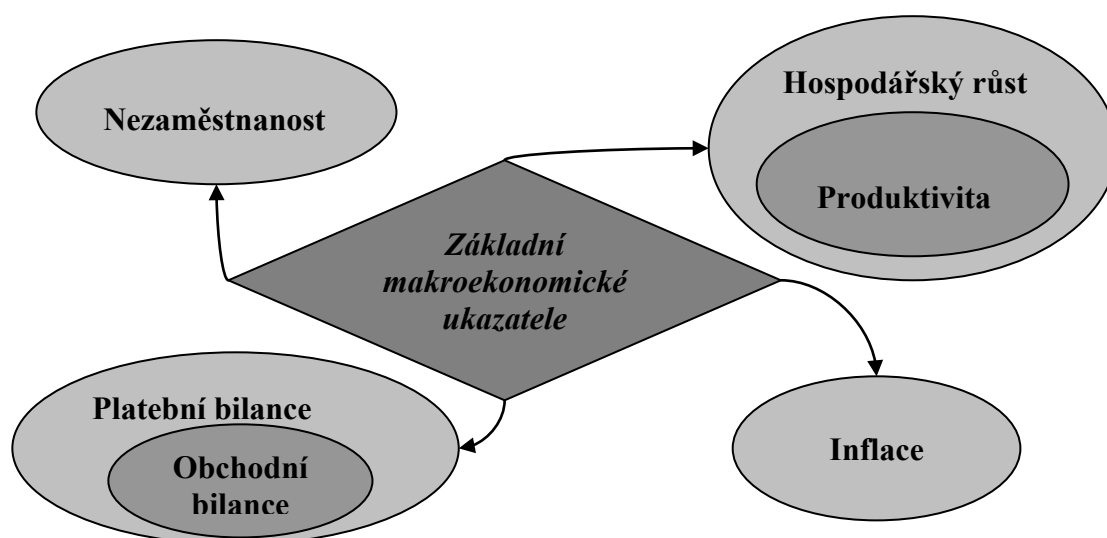 Nezaměstnanost
Hospodářský růst
Produktivita
Základní
makroekonomické
ukazatele
Platební bilance
Obchodní
bilance
Inflace